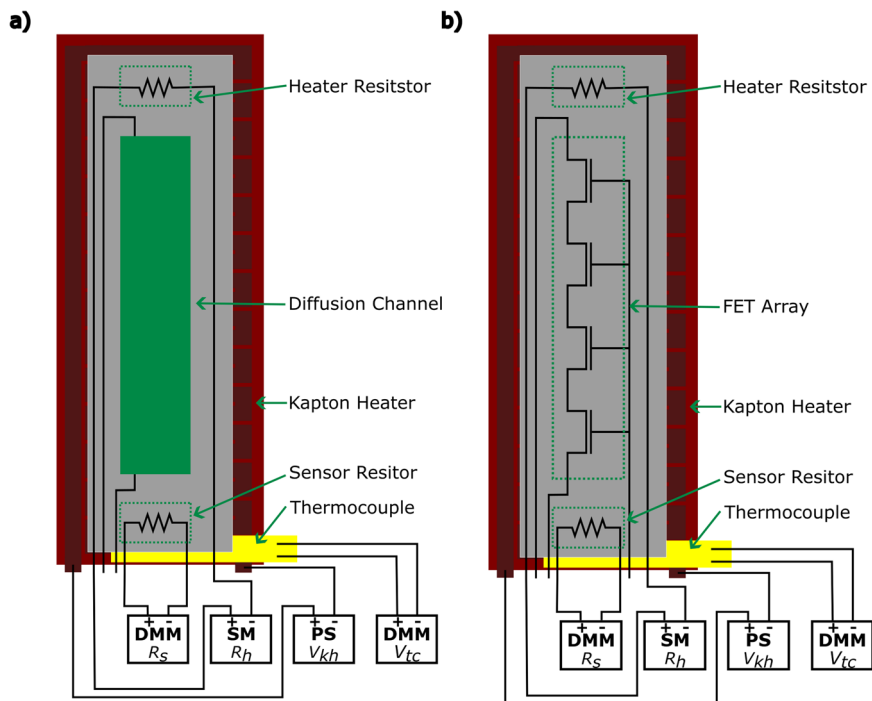 a)
Heater Resitstor
Diffusion Channel
Kapton Heater
Sensor Resitor
Thermocouple
+ - + - + - + -
DMM SM PS DMM
Rs Rh Vkh Vtc
b)
Heater Resitstor
FET Array
Kapton Heater
Sensor Resitor
Thermocouple
+ - + - + - + -
DMM SM PS DMM
Rs Rh Vkh Vtc